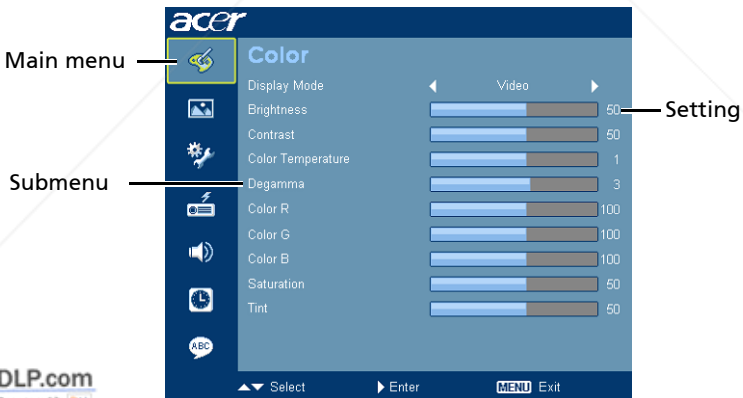 acer
Main menu
Color
Display Mode Video
Brightness 50 Setting
Contrast 50
Color Temperature 1
Submenu
Degamma 3
Color R 100
Color G 100
Color B 100
Saturation 50
Tint 50
ABC
DLP.com
Select Enter MENU Exit